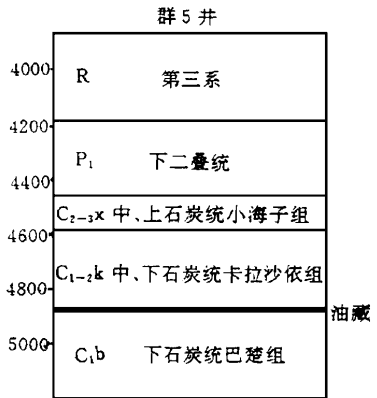 群5井
4000 R 第三系
4200
P₁ 下二叠统
4400
C₂₋₃x 中、上石炭统小海子组
4600
C₁₋₂k 中、下石炭统卡拉沙依组
4800
油藏
5000 C₁b 下石炭统巴楚组